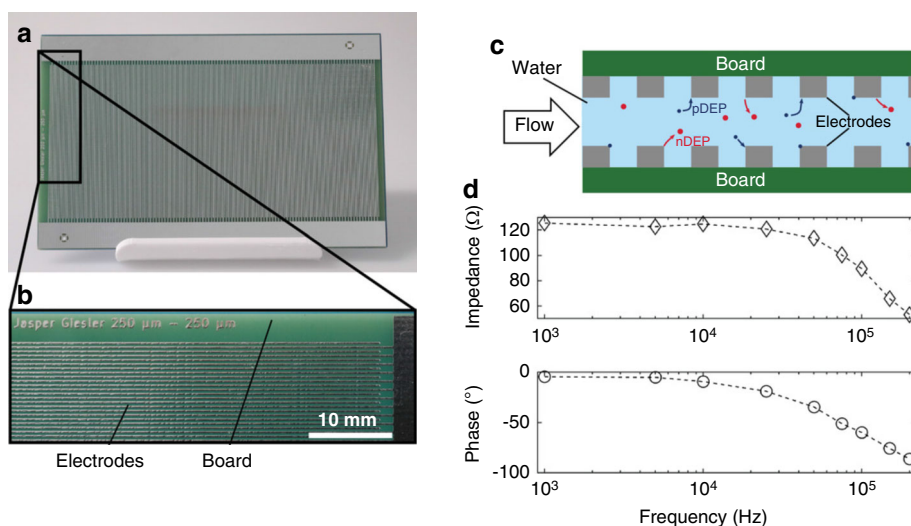 a
b
Jasper Giesler 250 µm – 250 µm
10 mm
Electrodes
Board
c
Water
Board
Flow
pDEP
nDEP
Electrodes
Board
d
Impedance (Ω)
120
100
80
60
10³
10⁴
10⁵
Phase (°)
0
-50
-100
10³
10⁴
10⁵
Frequency (Hz)